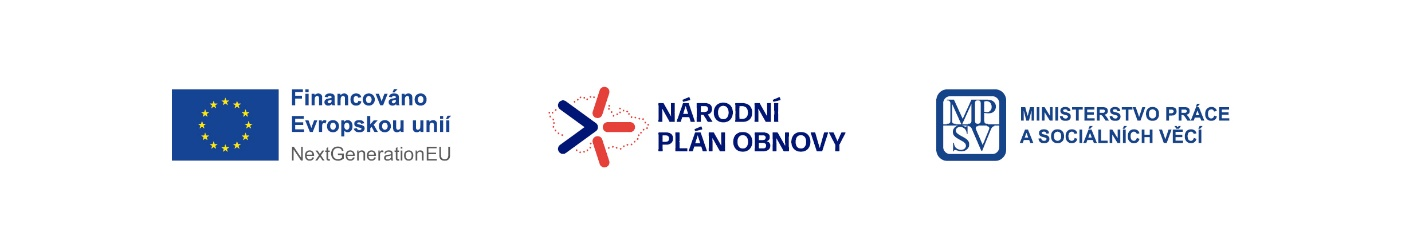 Financováno
Evropskou unií
NextGenerationEU
NÁRODNÍ
PLÁN OBNOVY
MP
SV
MINISTERSTVO PRÁCE
A SOCIÁLNÍCH VĚCÍ